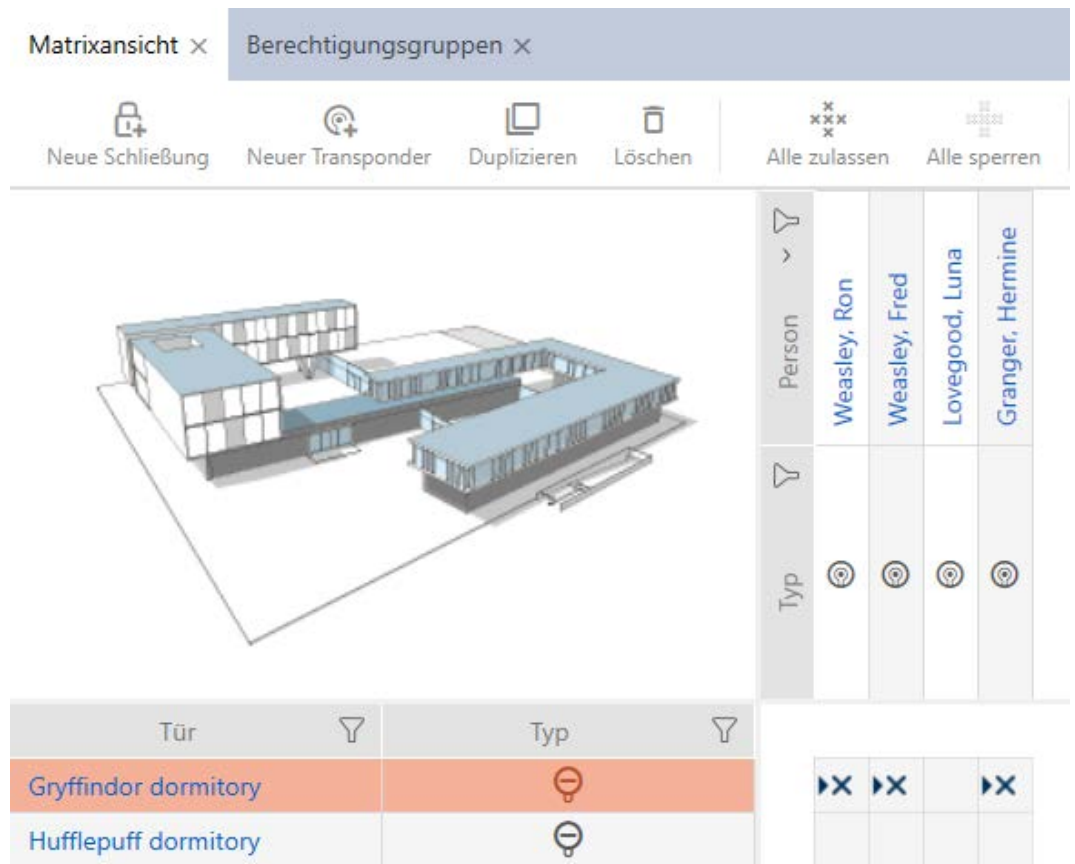 Matrixansicht × Berechtigungsgruppen ×
Neue Schließung Neuer Transponder Duplizieren Löschen Alle zulassen Alle sperren
Person
Weasley, Ron
Weasley, Fred
Lovegood, Luna
Granger, Hermine
Typ
Tür Typ
Gryffindor dormitory
Hufflepuff dormitory